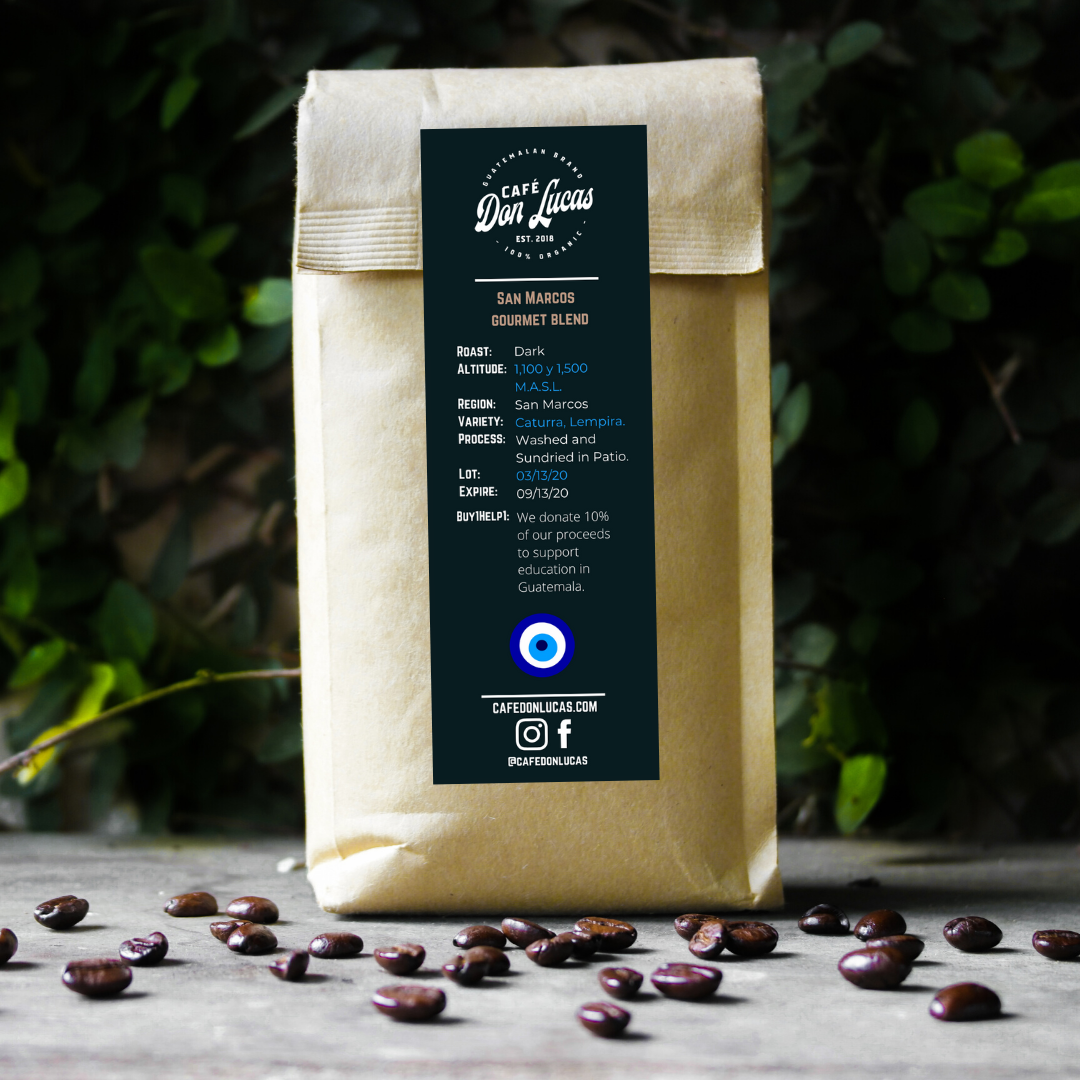 GUATEMALAN BRAND
CAFÉ
Don Lucas
EST. 2018
- 100% ORGANIC -
San Marcos
gourmet blend
Roast: Dark
Altitude: 1,100 y 1,500
M.A.S.L.
Region: San Marcos
Variety: Caturra, Lempira.
Process: Washed and
Sundried in Patio.
Lot: 03/13/20
Expire: 09/13/20
Buy1Help1: We donate 10%
of our proceeds
to support
education in
Guatemala.
CAFEDONLUCAS.COM
@CAFEDONLUCAS